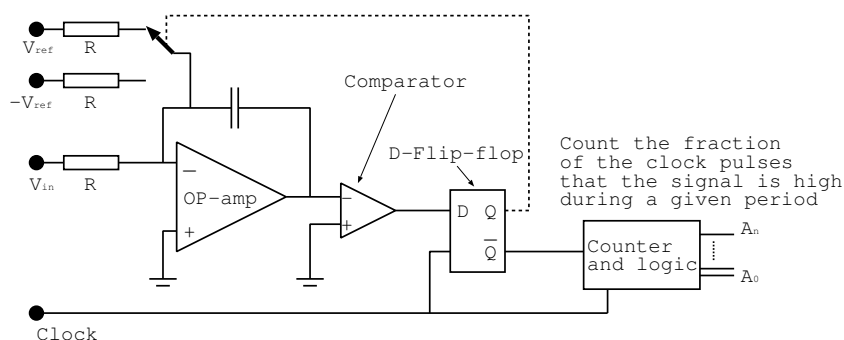 Vref
R
-Vref
R
Comparator
D-Flip-flop
Count the fraction
of the clock pulses
that the signal is high
during a given period
Vin
R
-
OP-amp
+
-
+
D Q
Q̅
Counter
and logic
An
A0
Clock